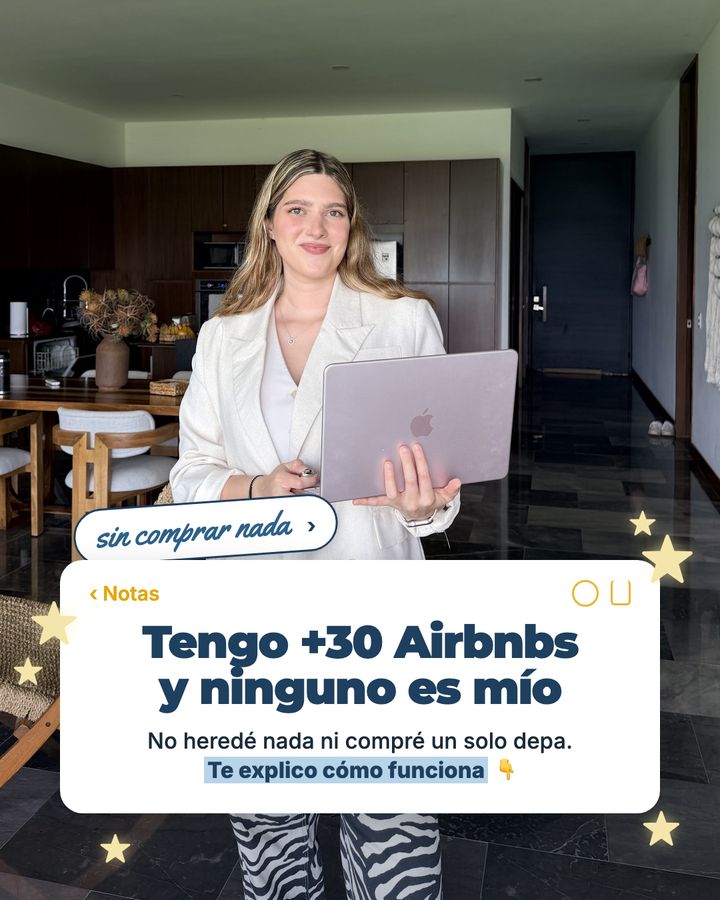 sin comprar nada ›
‹ Notas
Tengo +30 Airbnbs
y ninguno es mío
No heredé nada ni compré un solo depa.
Te explico cómo funciona 👇